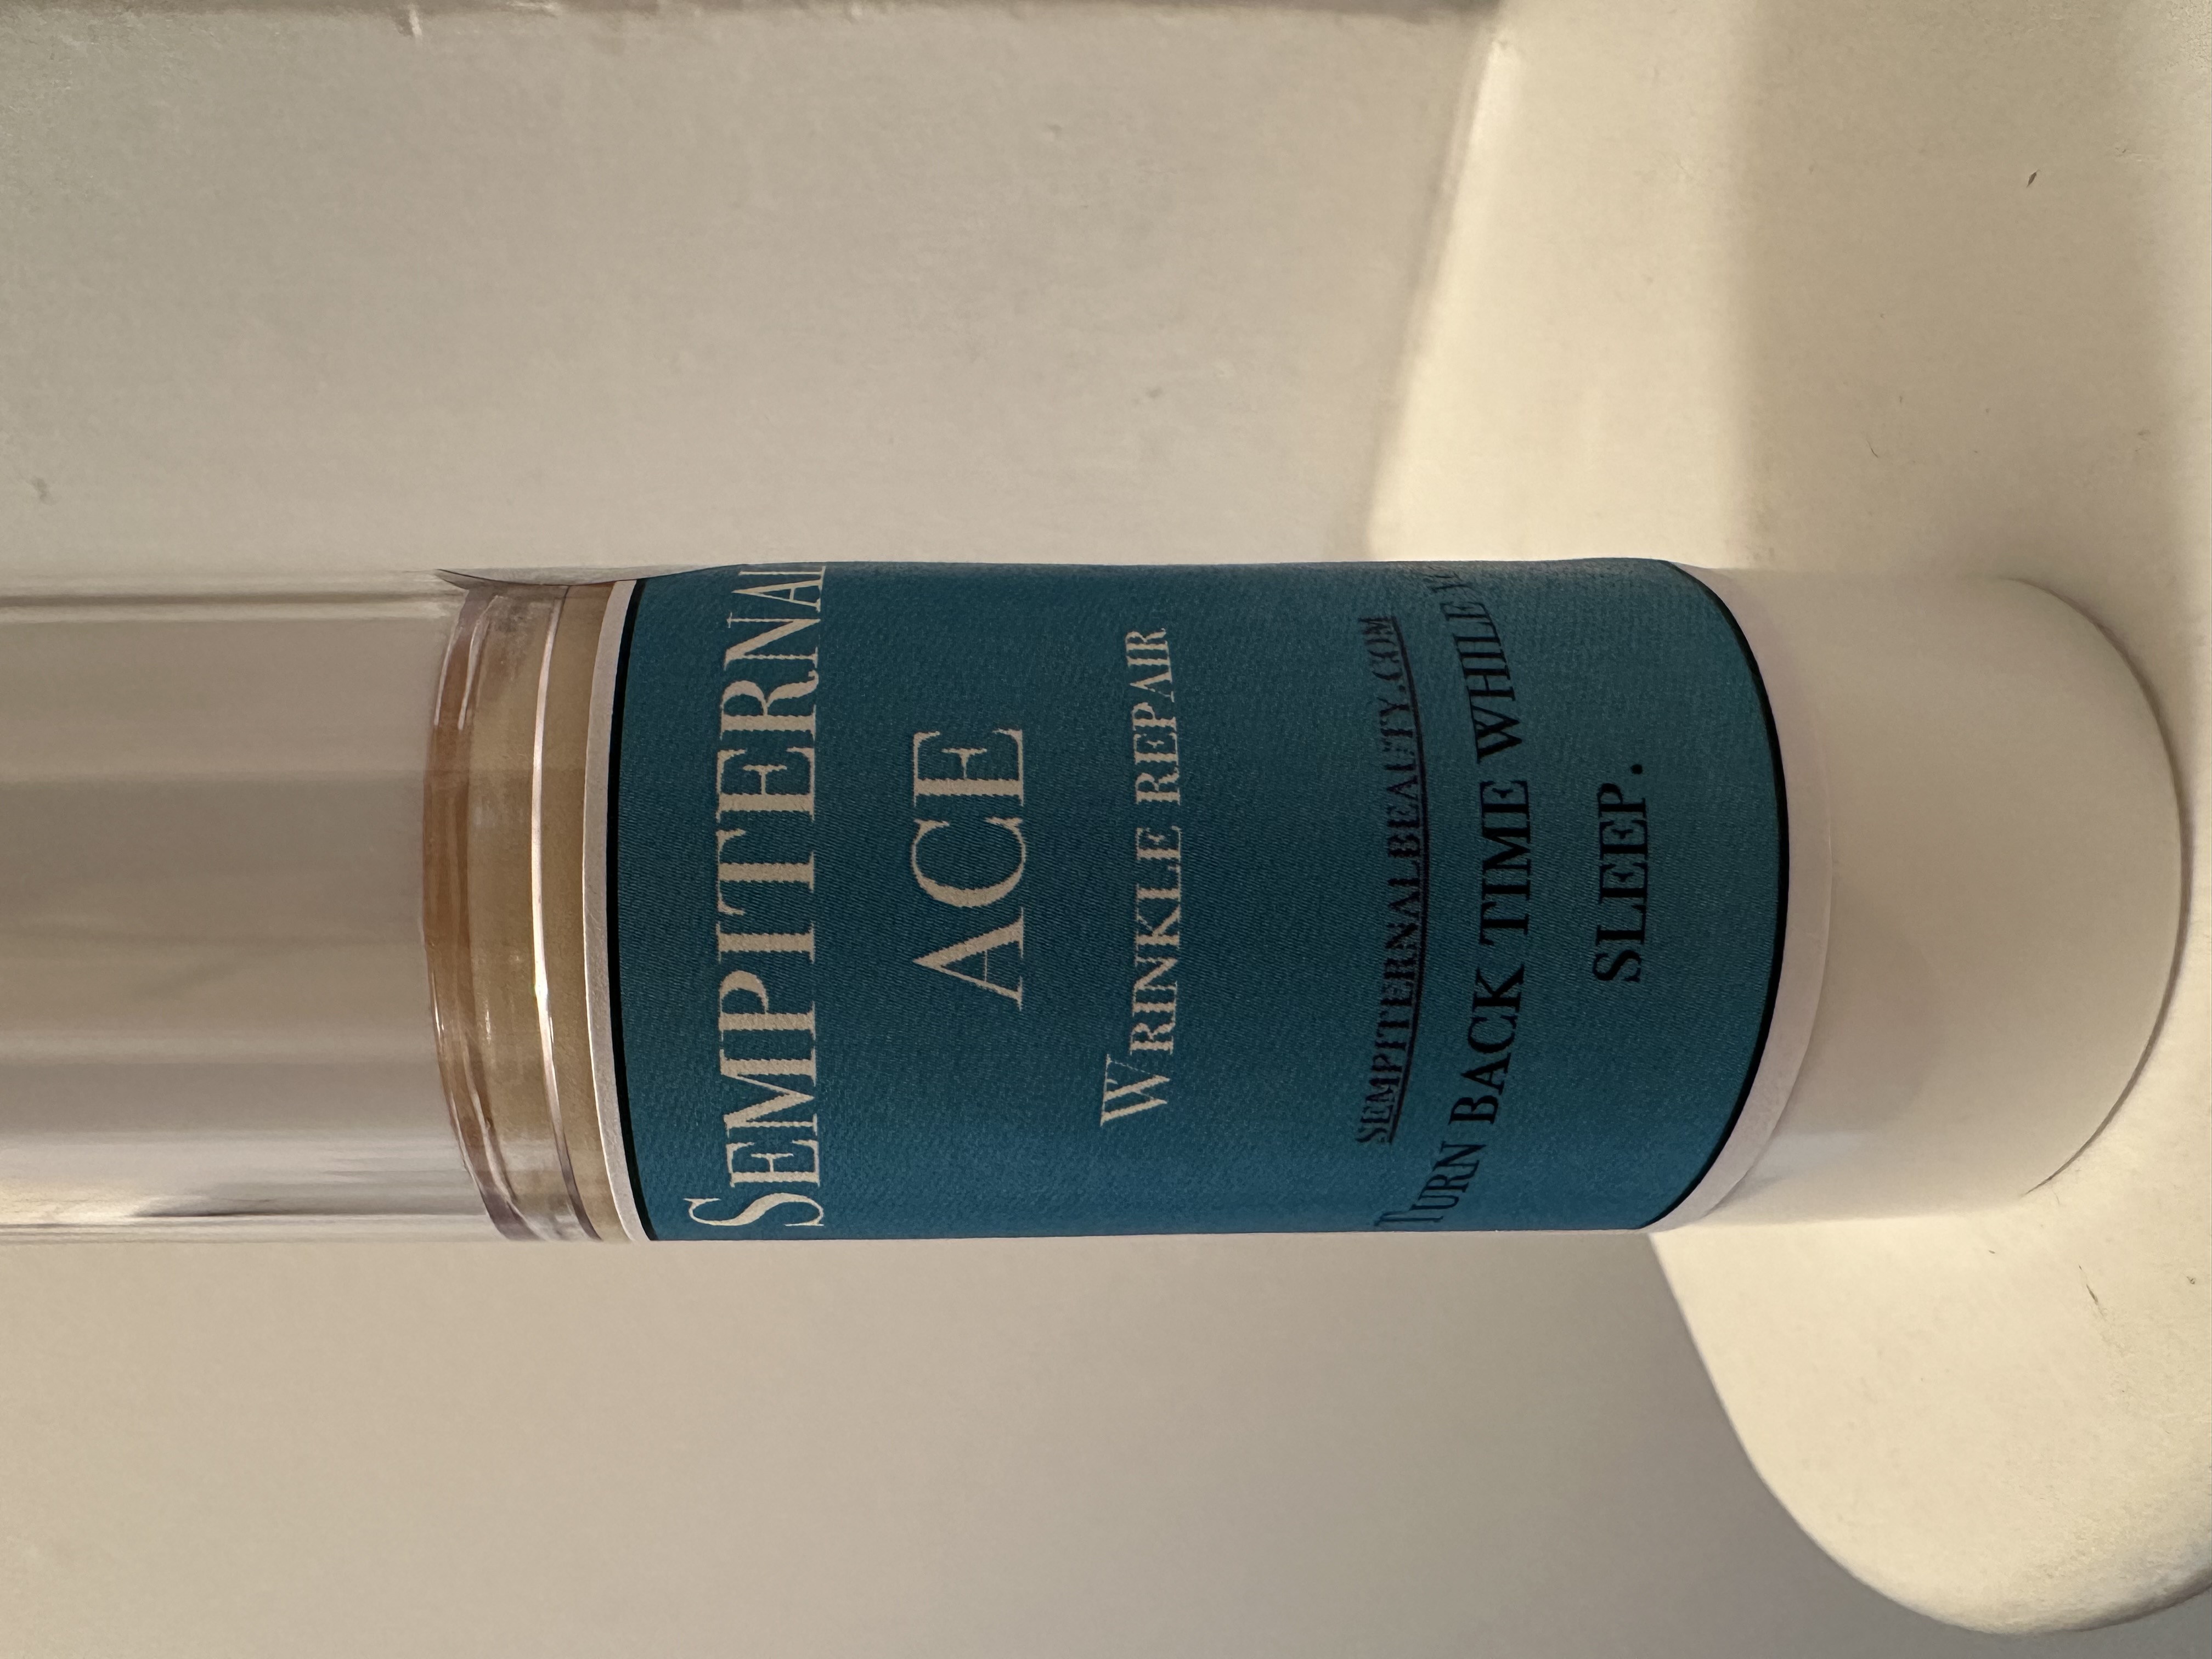 SEMPITERNAL
ACE
WRINKLE REPAIR
SEMPITERNALBEAUTY.COM
TURN BACK TIME WHILE
SLEEP.